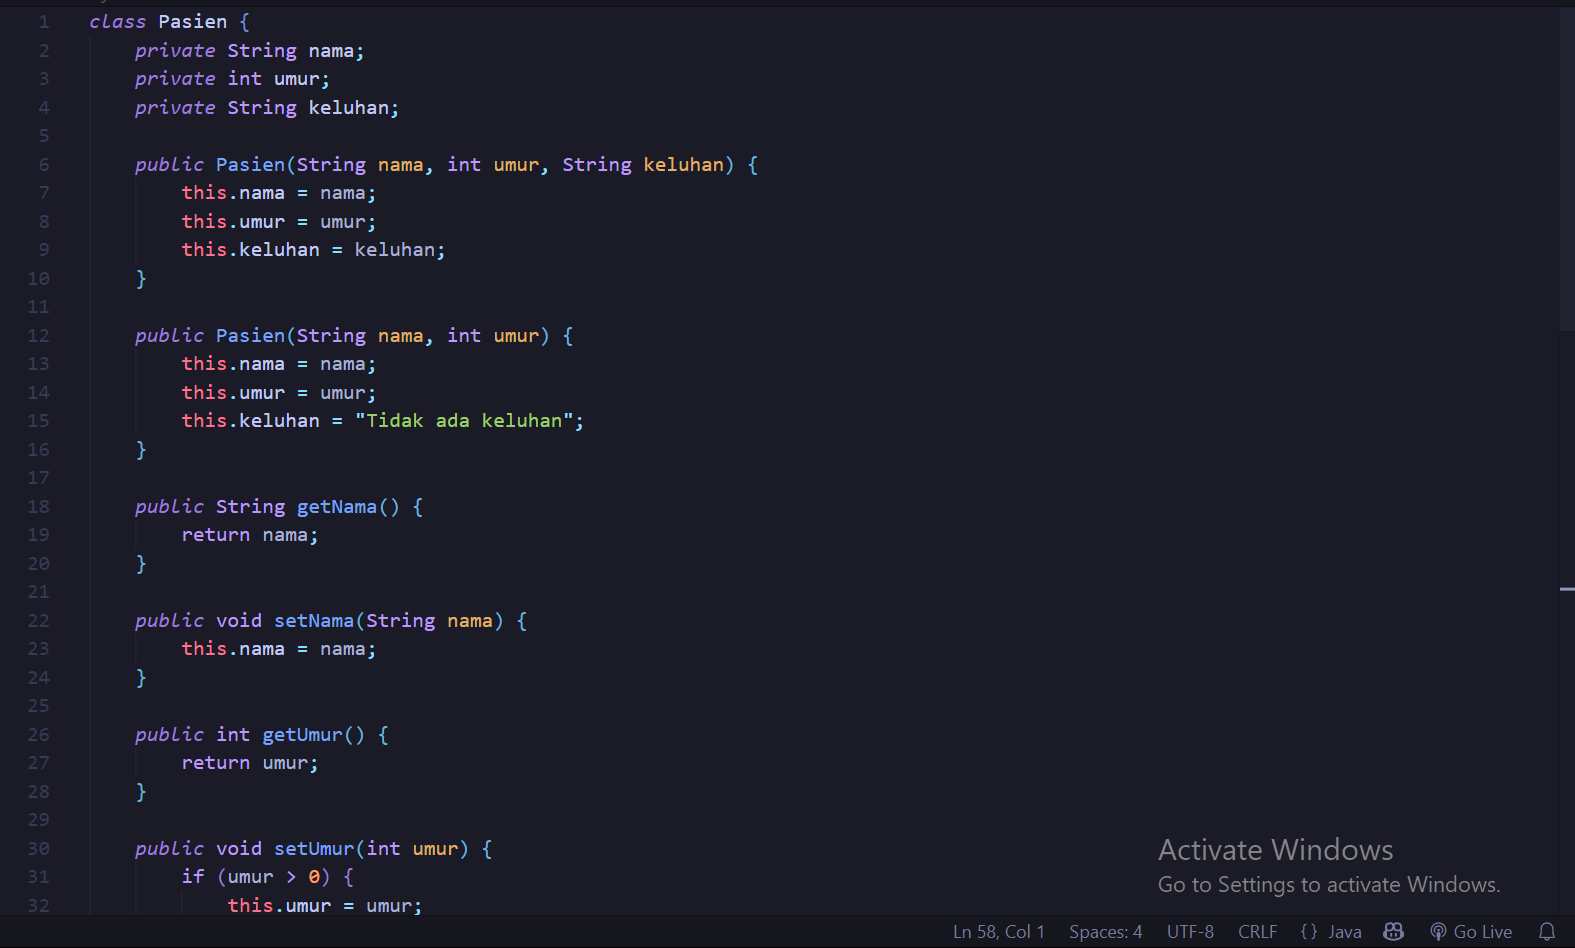 1 class Pasien {
2 private String nama;
3 private int umur;
4 private String keluhan;
5
6 public Pasien(String nama, int umur, String keluhan) {
7 this.nama = nama;
8 this.umur = umur;
9 this.keluhan = keluhan;
10 }
11
12 public Pasien(String nama, int umur) {
13 this.nama = nama;
14 this.umur = umur;
15 this.keluhan = "Tidak ada keluhan";
16 }
17
18 public String getNama() {
19 return nama;
20 }
21
22 public void setNama(String nama) {
23 this.nama = nama;
24 }
25
26 public int getUmur() {
27 return umur;
28 }
29
30 public void setUmur(int umur) {
31 if (umur > 0) {
32 this.umur = umur;
Activate Windows
Go to Settings to activate Windows.
Ln 58, Col 1 Spaces: 4 UTF-8 CRLF {} Java Go Live